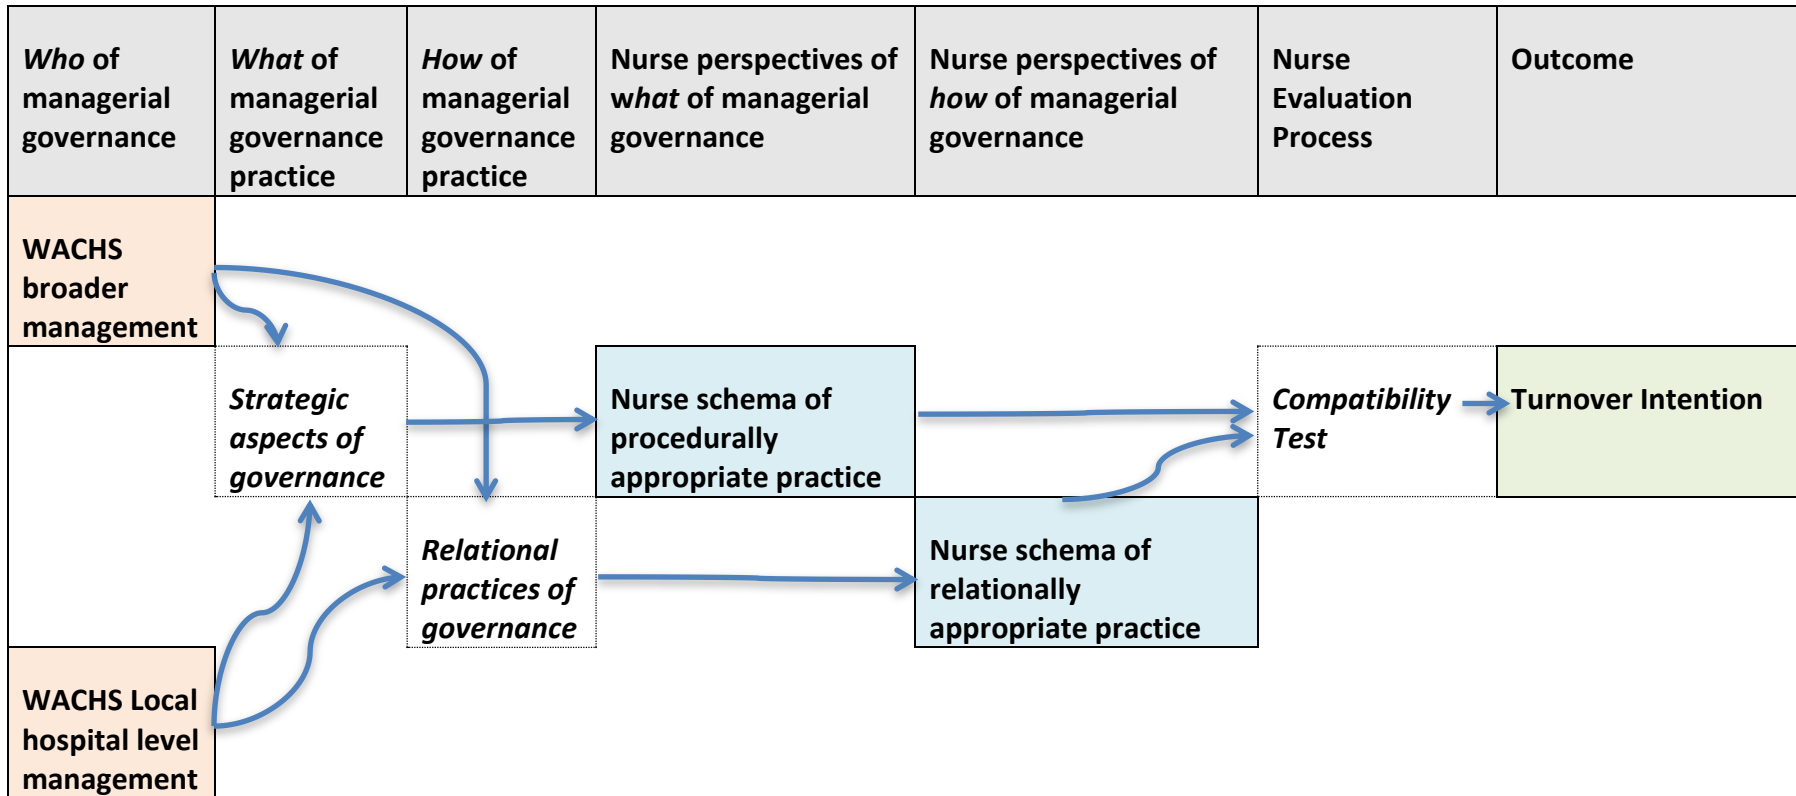 Who of
managerial
governance
What of
managerial
governance
practice
How of
managerial
governance
practice
Nurse perspectives of
what of managerial
governance
Nurse perspectives of
how of managerial
governance
Nurse
Evaluation
Process
Outcome
WACHS
broader
management
Strategic
aspects of
governance
Nurse schema of
procedurally
appropriate practice
Compatibility
Test
Turnover Intention
Relational
practices of
governance
Nurse schema of
relationally
appropriate practice
WACHS Local
hospital level
management